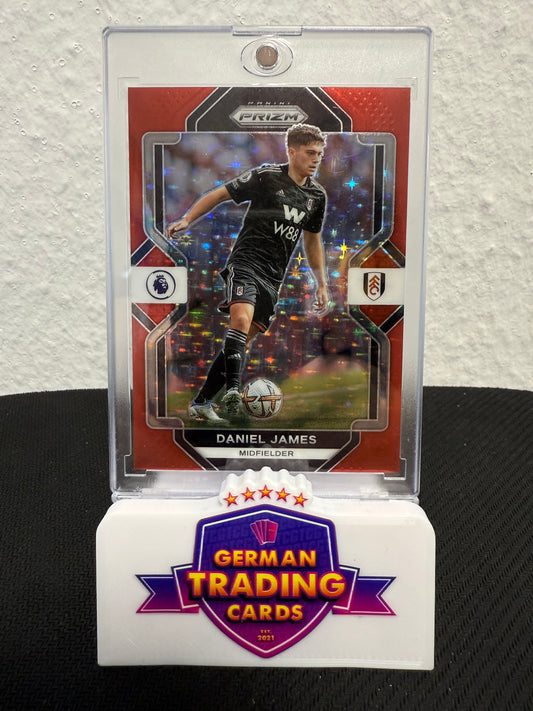 PANINI
PRIZM
W
W88
DANIEL JAMES
MIDFIELDER
GERMAN
TRADING
CARDS
EST.
2021